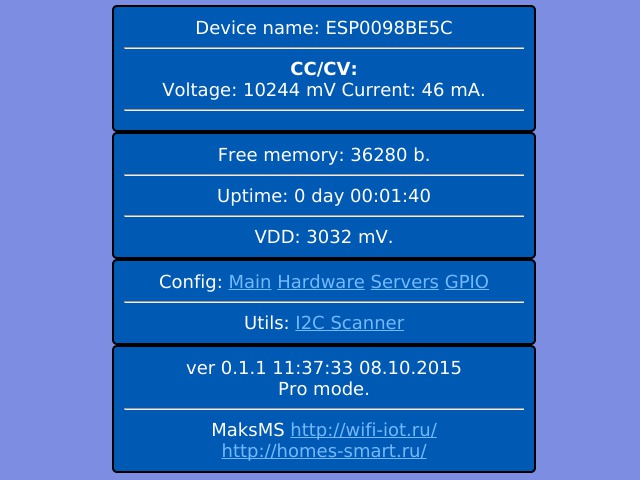 Device name: ESP0098BE5C
CC/CV:
Voltage: 10244 mV Current: 46 mA.
Free memory: 36280 b.
Uptime: 0 day 00:01:40
VDD: 3032 mV.
Config: Main Hardware Servers GPIO
Utils: I2C Scanner
ver 0.1.1 11:37:33 08.10.2015
Pro mode.
MaksMS http://wifi-iot.ru/
http://homes-smart.ru/